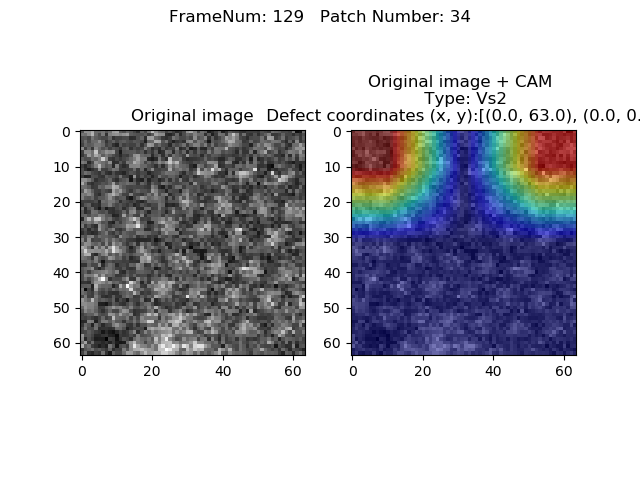 FrameNum: 129   Patch Number: 34
Original image + CAM
Type: Vs2
Original image
Defect coordinates (x, y):[(0.0, 63.0), (0.0, 0.
0
10
20
30
40
50
60
0 20 40 60
0
10
20
30
40
50
60
0 20 40 60